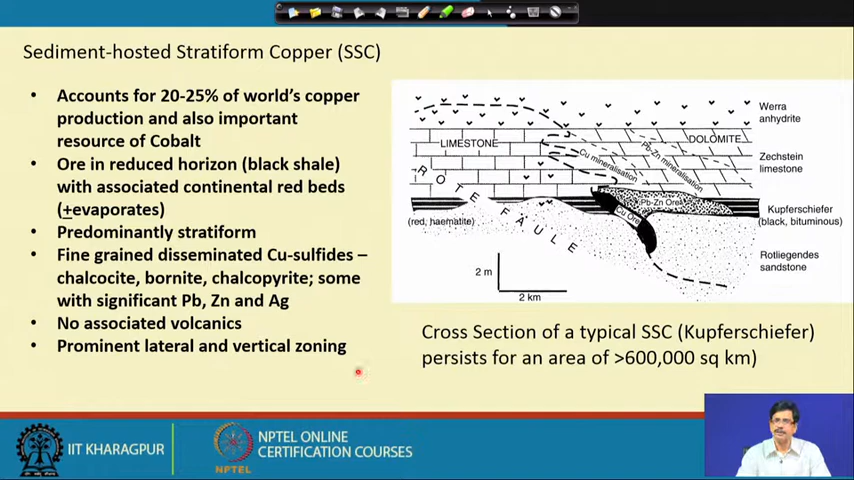 Sediment-hosted Stratiform Copper (SSC)
• Accounts for 20-25% of world's copper
production and also important
resource of Cobalt
• Ore in reduced horizon (black shale)
with associated continental red beds
(+evaporates)
• Predominantly stratiform
• Fine grained disseminated Cu-sulfides –
chalcocite, bornite, chalcopyrite; some
with significant Pb, Zn and Ag
• No associated volcanics
• Prominent lateral and vertical zoning
Werra
anhydrite
LIMESTONE
DOLOMITE
Cu mineralisation
Pb-Zn mineralisation
Zechstein
limestone
ROTE FÄULE
Pb-Zn Ore
Cu Ore
(red, haematite)
Kupferschiefer
(black, bituminous)
Rotliegendes
sandstone
2 m
2 km
Cross Section of a typical SSC (Kupferschiefer)
persists for an area of >600,000 sq km)
IIT KHARAGPUR
NPTEL
NPTEL ONLINE
CERTIFICATION COURSES